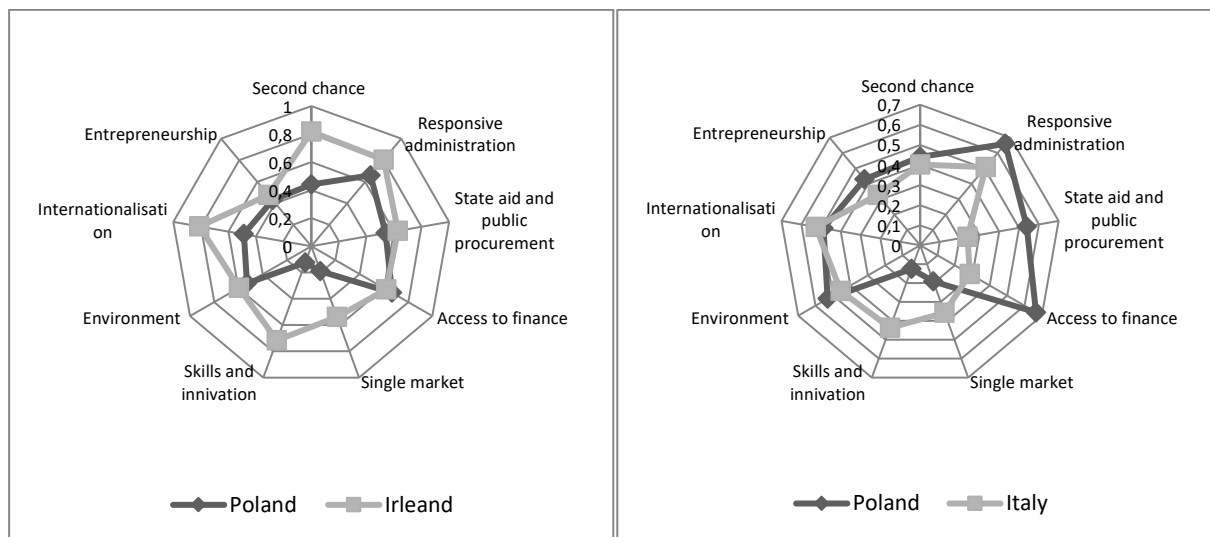 Second chance
1
0,8
0,6
0,4
0,2
0
Entrepreneurship
Responsive
administration
Internationalisati
on
State aid and
public
procurement
Environment
Access to finance
Skills and
innivation
Single market
Poland
Irleand
Second chance
0,7
0,6
0,5
0,4
0,3
0,2
0,1
0
Entrepreneurship
Responsive
administration
Internationalisati
on
State aid and
public
procurement
Environment
Access to finance
Skills and
innivation
Single market
Poland
Italy